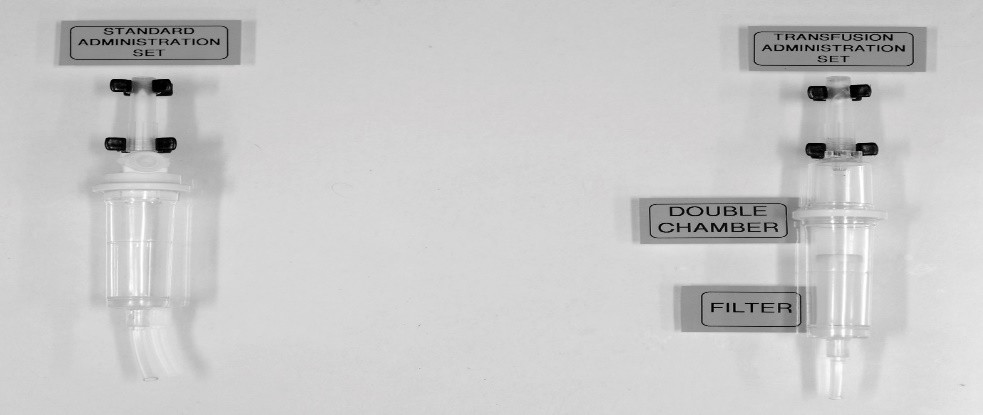 STANDARD
ADMINISTRATION
SET
TRANSFUSION
ADMINISTRATION
SET
DOUBLE
CHAMBER
FILTER